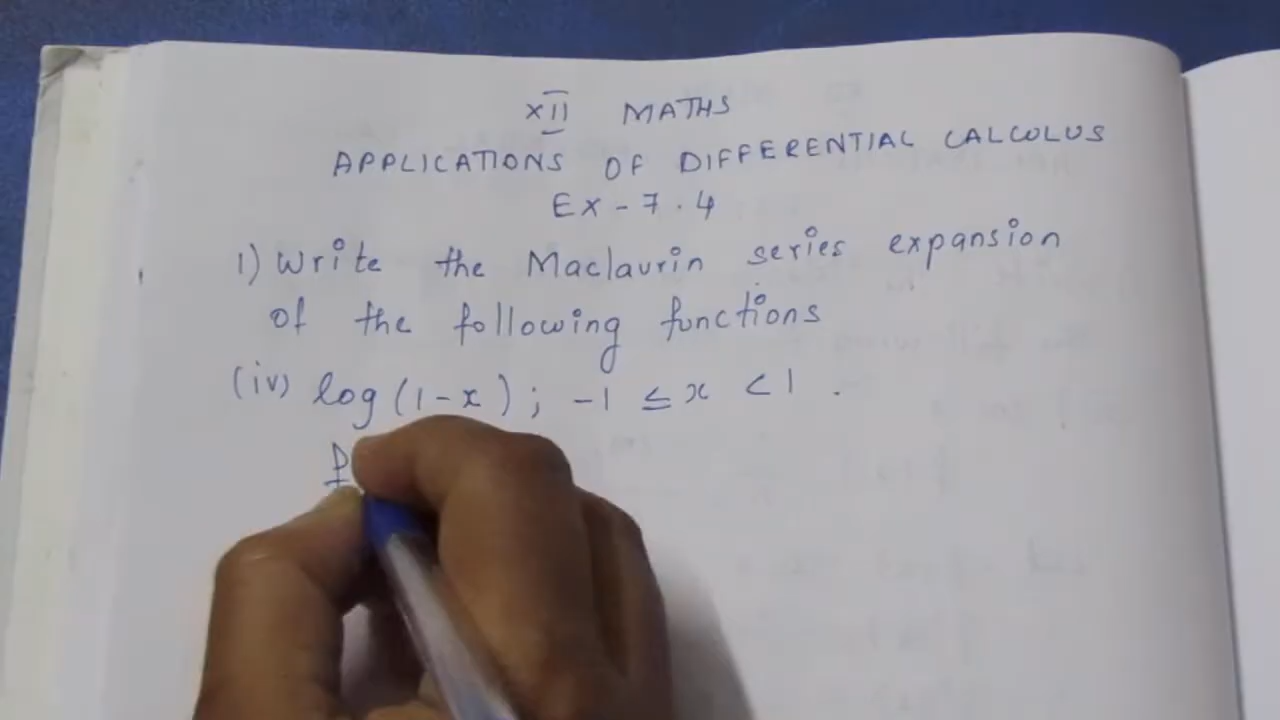 XII MATHS
APPLICATIONS OF DIFFERENTIAL CALCULUS
EX-7.4
1) Write the Maclaurin series expansion
of the following functions
(iv) log(1-x); -1 ≤ x < 1.